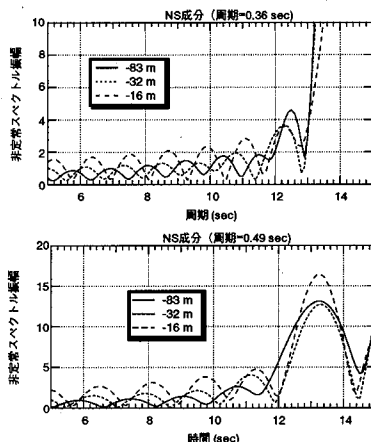 NS成分 (周期=0.36 sec)
10
8
6
4
2
0
非定常スペクトル振幅
-83 m
-32 m
-16 m
6 8 10 12 14
周期 (sec)
NS成分 (周期=0.49 sec)
20
15
10
5
0
非定常スペクトル振幅
-83 m
-32 m
-16 m
6 8 10 12 14
時間 (sec)